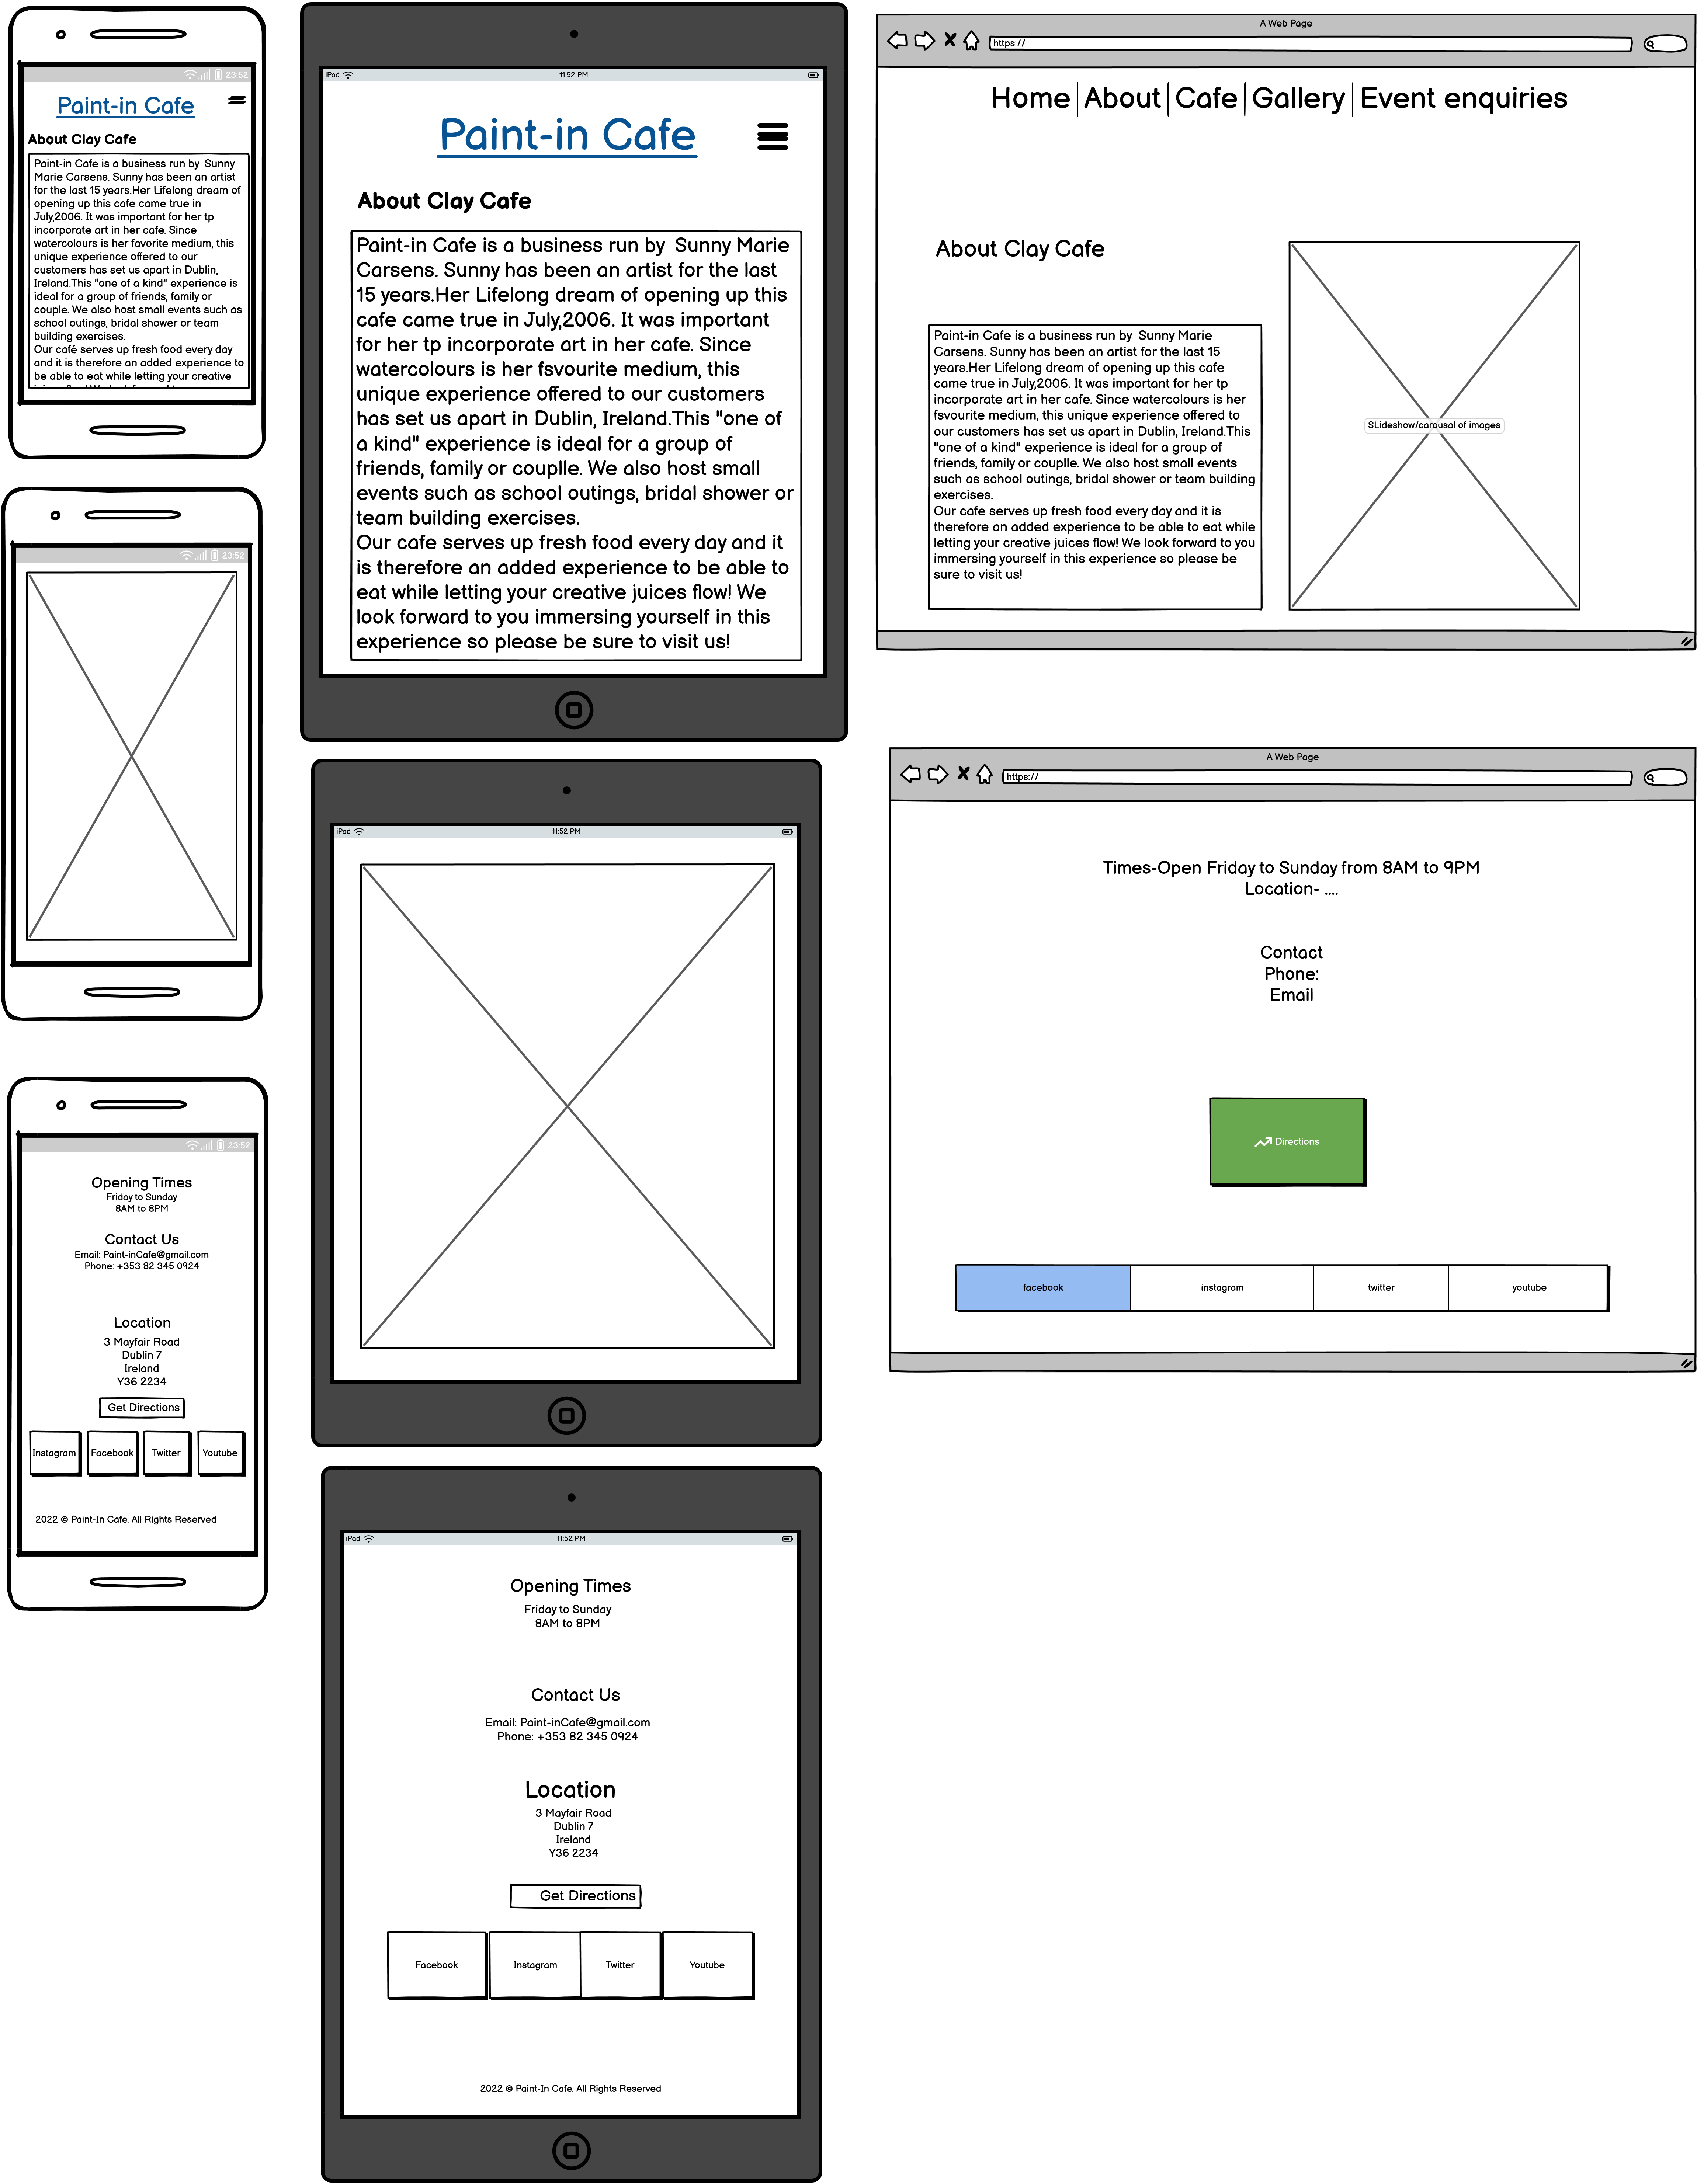 23:52
Paint-in Cafe
About Clay Cafe
Paint-in Cafe is a business run by Sunny
Marie Carsens. Sunny has been an artist
for the last 15 years.Her Lifelong dream of
opening up this cafe came true in
July,2006. It was important for her tp
incorporate art in her cafe. Since
watercolours is her favorite medium, this
unique experience offered to our
customers has set us apart in Dublin,
Ireland.This "one of a kind" experience is
ideal for a group of friends, family or
couple. We also host small events such as
school outings, bridal shower or team
building exercises.
Our café serves up fresh food every day
and it is therefore an added experience to
be able to eat while letting your creative
23:52
23:52
Opening Times
Friday to Sunday
8AM to 8PM
Contact Us
Email: Paint-inCafe@gmail.com
Phone: +353 82 345 0924
Location
3 Mayfair Road
Dublin 7
Ireland
Y36 2234
Get Directions
Instagram Facebook Twitter Youtube
2022 © Paint-In Cafe. All Rights Reserved
iPad 11:52 PM
Paint-in Cafe
About Clay Cafe
Paint-in Cafe is a business run by Sunny Marie
Carsens. Sunny has been an artist for the last
15 years.Her Lifelong dream of opening up this
cafe came true in July,2006. It was important
for her tp incorporate art in her cafe. Since
watercolours is her fsvourite medium, this
unique experience offered to our customers
has set us apart in Dublin, Ireland.This "one of
a kind" experience is ideal for a group of
friends, family or couplle. We also host small
events such as school outings, bridal shower or
team building exercises.
Our cafe serves up fresh food every day and it
is therefore an added experience to be able to
eat while letting your creative juices flow! We
look forward to you immersing yourself in this
experience so please be sure to visit us!
iPad 11:52 PM
iPad 11:52 PM
Opening Times
Friday to Sunday
8AM to 8PM
Contact Us
Email: Paint-inCafe@gmail.com
Phone: +353 82 345 0924
Location
3 Mayfair Road
Dublin 7
Ireland
Y36 2234
Get Directions
Facebook Instagram Twitter Youtube
2022 © Paint-In Cafe. All Rights Reserved
A Web Page
https://
Home About Cafe Gallery Event enquiries
About Clay Cafe
Paint-in Cafe is a business run by Sunny Marie
Carsens. Sunny has been an artist for the last 15
years.Her Lifelong dream of opening up this cafe
came true in July,2006. It was important for her tp
incorporate art in her cafe. Since watercolours is her
fsvourite medium, this unique experience offered to
our customers has set us apart in Dublin, Ireland.This
"one of a kind" experience is ideal for a group of
friends, family or couplle. We also host small events
such as school outings, bridal shower or team building
exercises.
Our cafe serves up fresh food every day and it is
therefore an added experience to be able to eat while
letting your creative juices flow! We look forward to you
immersing yourself in this experience so please be
sure to visit us!
SLideshow/carousal of images
A Web Page
https://
Times-Open Friday to Sunday from 8AM to 9PM
Location- ....
Contact
Phone:
Email
Directions
facebook instagram twitter youtube